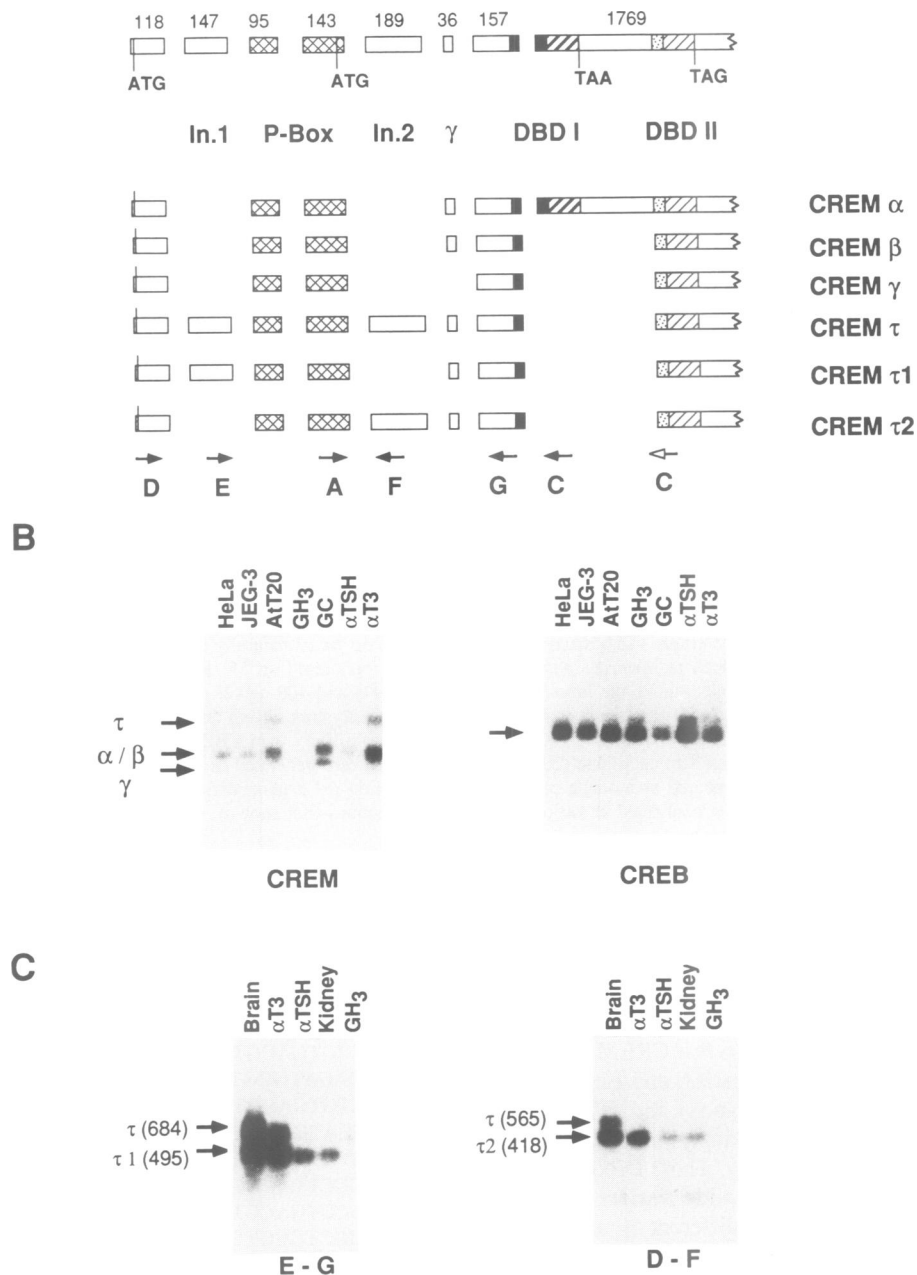 118 147 95 143 189 36 157 1769
ATG ATG TAA TAG
In.1 P-Box In.2 γ DBD I DBD II
CREM α
CREM β
CREM γ
CREM τ
CREM τ1
CREM τ2
D E A F G C C
B
HeLa JEG-3 AtT20 GH3 GC αTSH αT3
HeLa JEG-3 AtT20 GH3 GC αTSH αT3
τ
α / β
γ
CREM CREB
C
Brain αT3 αTSH Kidney GH3
Brain αT3 αTSH Kidney GH3
τ (684)
τ 1 (495)
τ (565)
τ2 (418)
E - G D - F